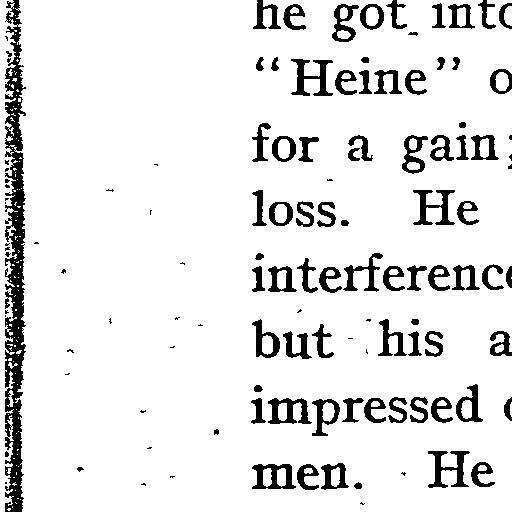 he got into
"Heine"
for a gain;
loss. He
interference
but his a
impressed
men. He